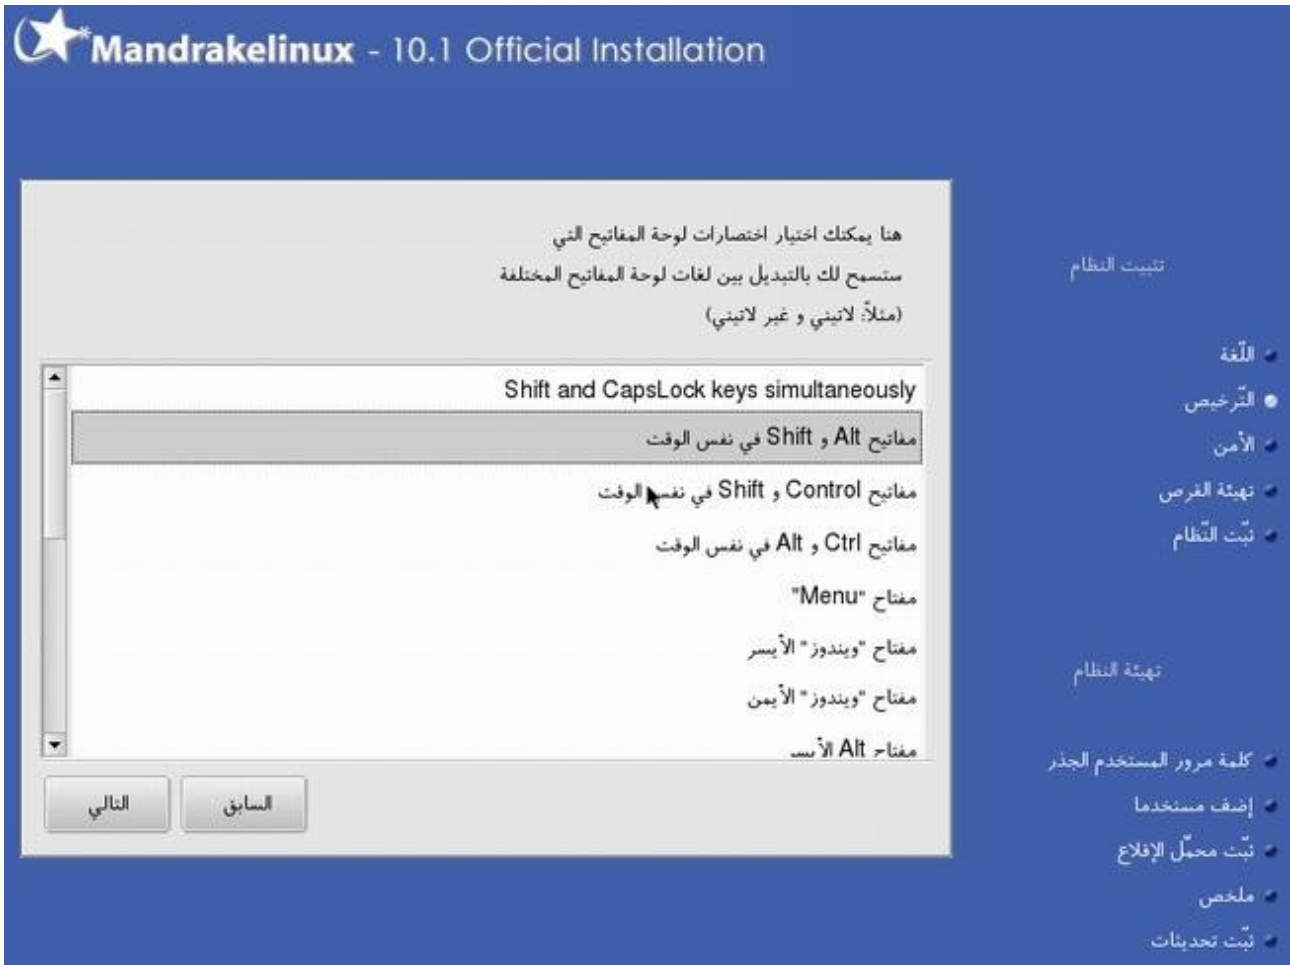 Mandrakelinux - 10.1 Official Installation
هنا يمكنك اختيار اختصارات لوحة المفاتيح التي
ستسمح لك بالتبديل بين لغات لوحة المفاتيح المختلفة
(مثلاً: لاتيني و غير لاتيني)
Shift and CapsLock keys simultaneously
مفاتيح Alt و Shift في نفس الوقت
مفاتيح Control و Shift في نفس الوقت
مفاتيح Ctrl و Alt في نفس الوقت
مفتاح "Menu"
مفتاح "ويندوز" الأيسر
مفتاح "ويندوز" الأيمن
مفتاح Alt الأيسر
السابق
التالي
تثبيت النظام
اللّغة
التّرخيص
الأمن
تهيئة القرص
ثبّت النّظام
تهيئة النظام
كلمة مرور المستخدم الجذر
إضف مستخدما
ثبّت محمّل الإقلاع
ملخص
ثبّت تحديثات